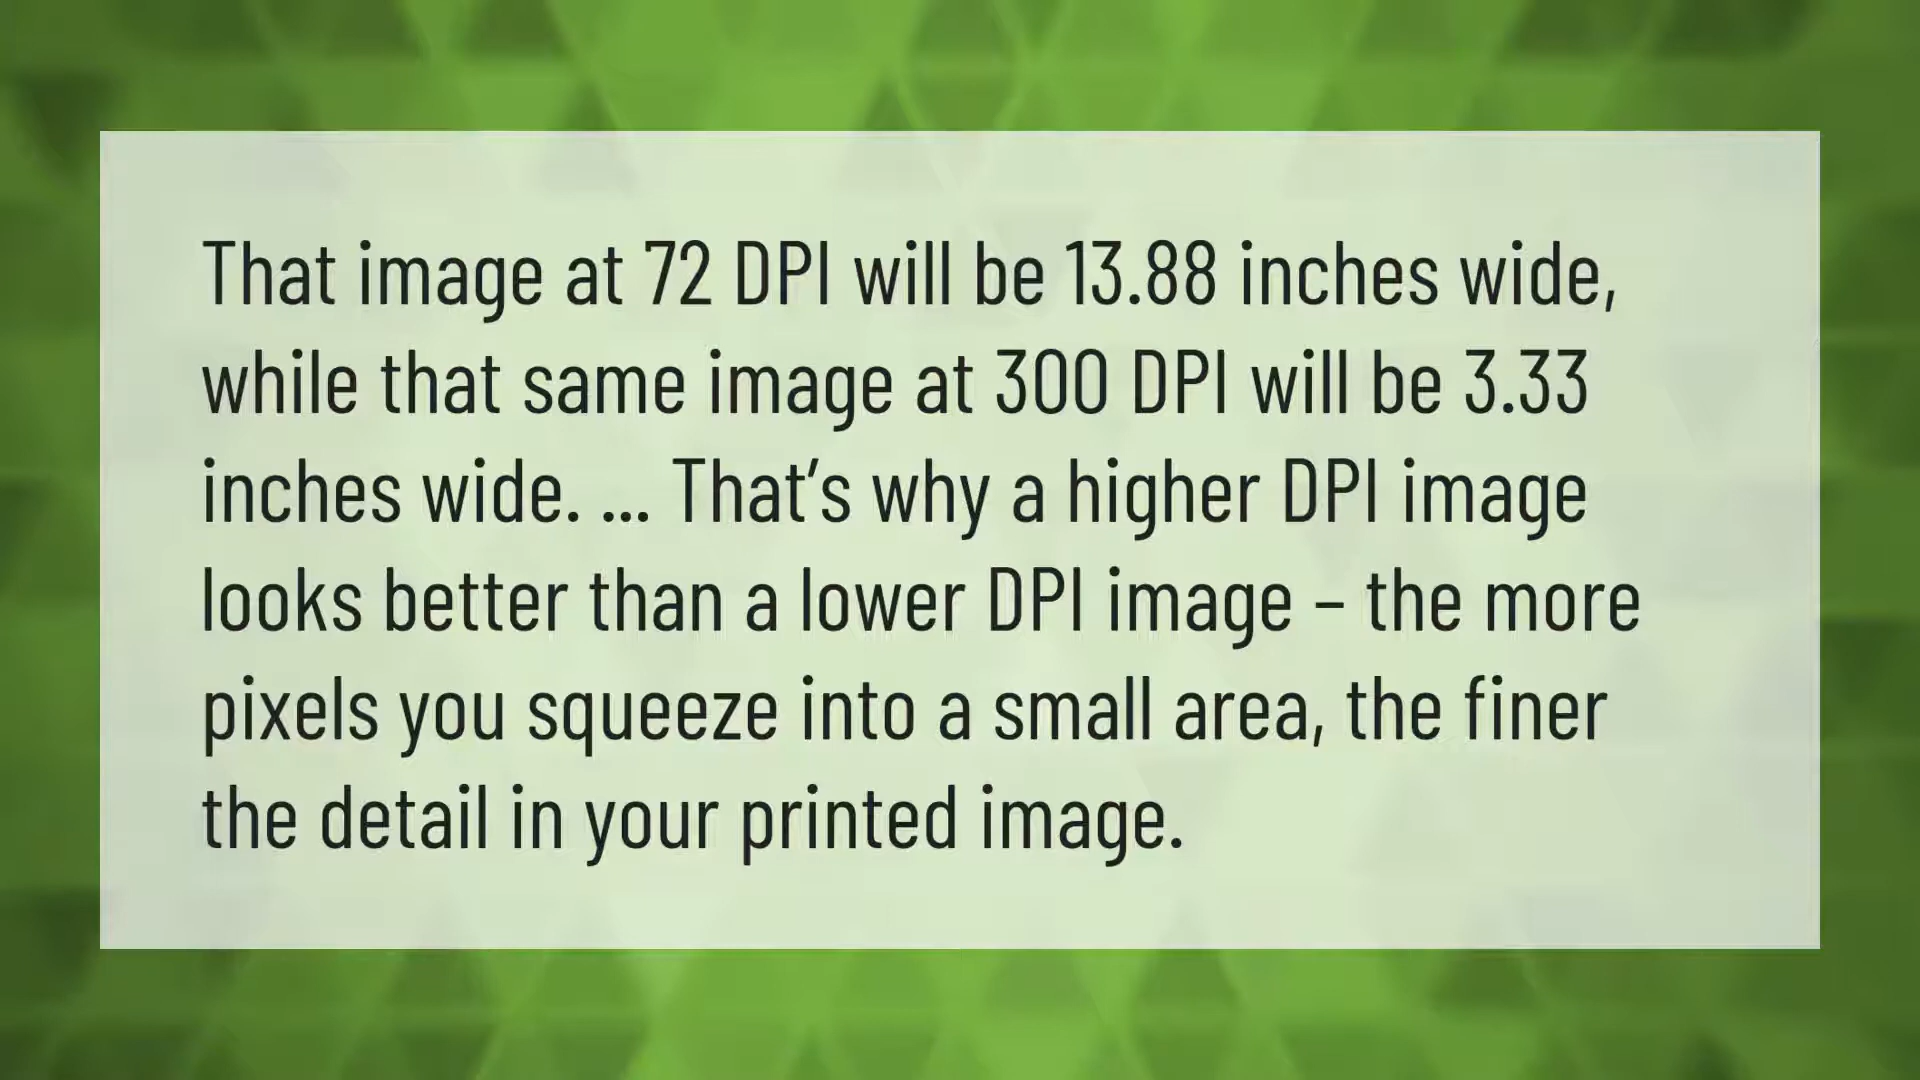 That image at 72 DPI will be 13.88 inches wide,
while that same image at 300 DPI will be 3.33
inches wide. ... That’s why a higher DPI image
looks better than a lower DPI image – the more
pixels you squeeze into a small area, the finer
the detail in your printed image.